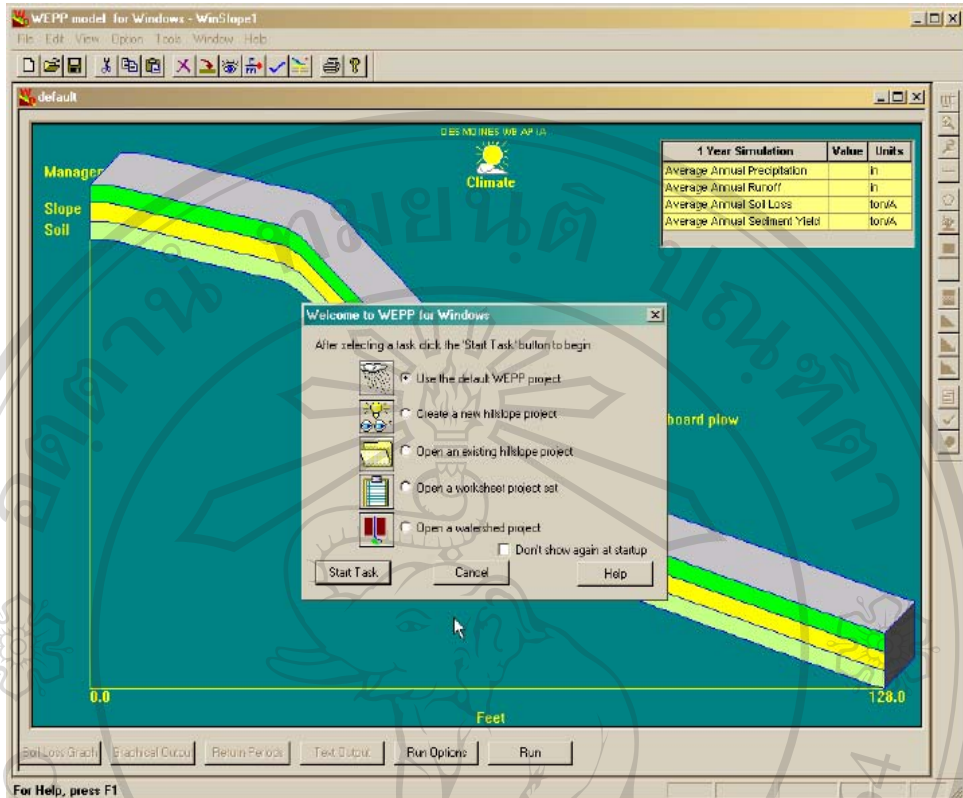 WEPP model for Windows - WinSlope1
File Edit View Option Tools Window Help
default
DES MOINES WB AP IA
Climate
1 Year Simulation Value Units
Average Annual Precipitation in
Average Annual Runoff in
Average Annual Soil Loss ton/A
Average Annual Sediment Yield ton/A
Manager
Slope
Soil
Welcome to WEPP for Windows
After selecting a task click the 'Start Task' button to begin
Use the default WEPP project
Create a new hillslope project
Open an existing hillslope project
Open a worksheet project set
Open a watershed project
Don't show again at startup
Start Task Cancel Help
board plow
0.0 128.0
Feet
Soil Loss Graph Graphical Output Return Periods Text Output Run Options Run
For Help, press F1